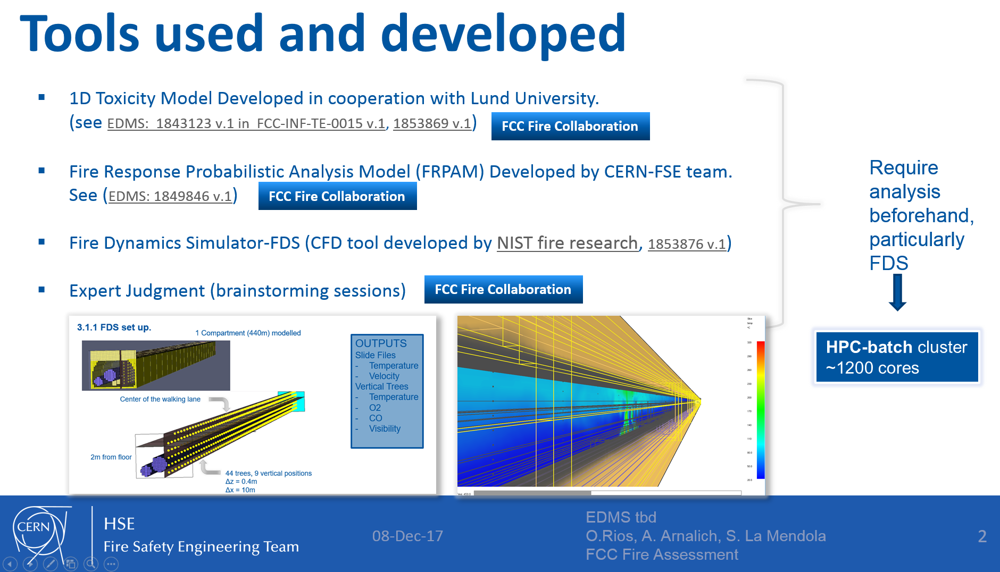 Tools used and developed
▪ 1D Toxicity Model Developed in cooperation with Lund University.
(see EDMS:  1843123 v.1 in  FCC-INF-TE-0015 v.1, 1853869 v.1)
FCC Fire Collaboration
▪ Fire Response Probabilistic Analysis Model (FRPAM) Developed by CERN-FSE team.
See (EDMS: 1849846 v.1)
FCC Fire Collaboration
▪ Fire Dynamics Simulator-FDS (CFD tool developed by NIST fire research, 1853876 v.1)
▪ Expert Judgment (brainstorming sessions)
FCC Fire Collaboration
Require
analysis
beforehand,
particularly
FDS
HPC-batch cluster
~1200 cores
3.1.1 FDS set up.
1 Compartment (440m) modelled
Center of the walking lane
2m from floor
44 trees, 9 vertical positions
Δz = 0.4m
Δx = 10m
OUTPUTS
Slide Files
- Temperature
- Velocity
Vertical Trees
- Temperature
- O2
- CO
- Visibility
Slice
temp
°C
320
290
260
230
200
170
140
110
80.0
50.0
20.0
Time: 459.0
CERN
HSE
Fire Safety Engineering Team
08-Dec-17
EDMS tbd
O.Rios, A. Arnalich, S. La Mendola
FCC Fire Assessment
2